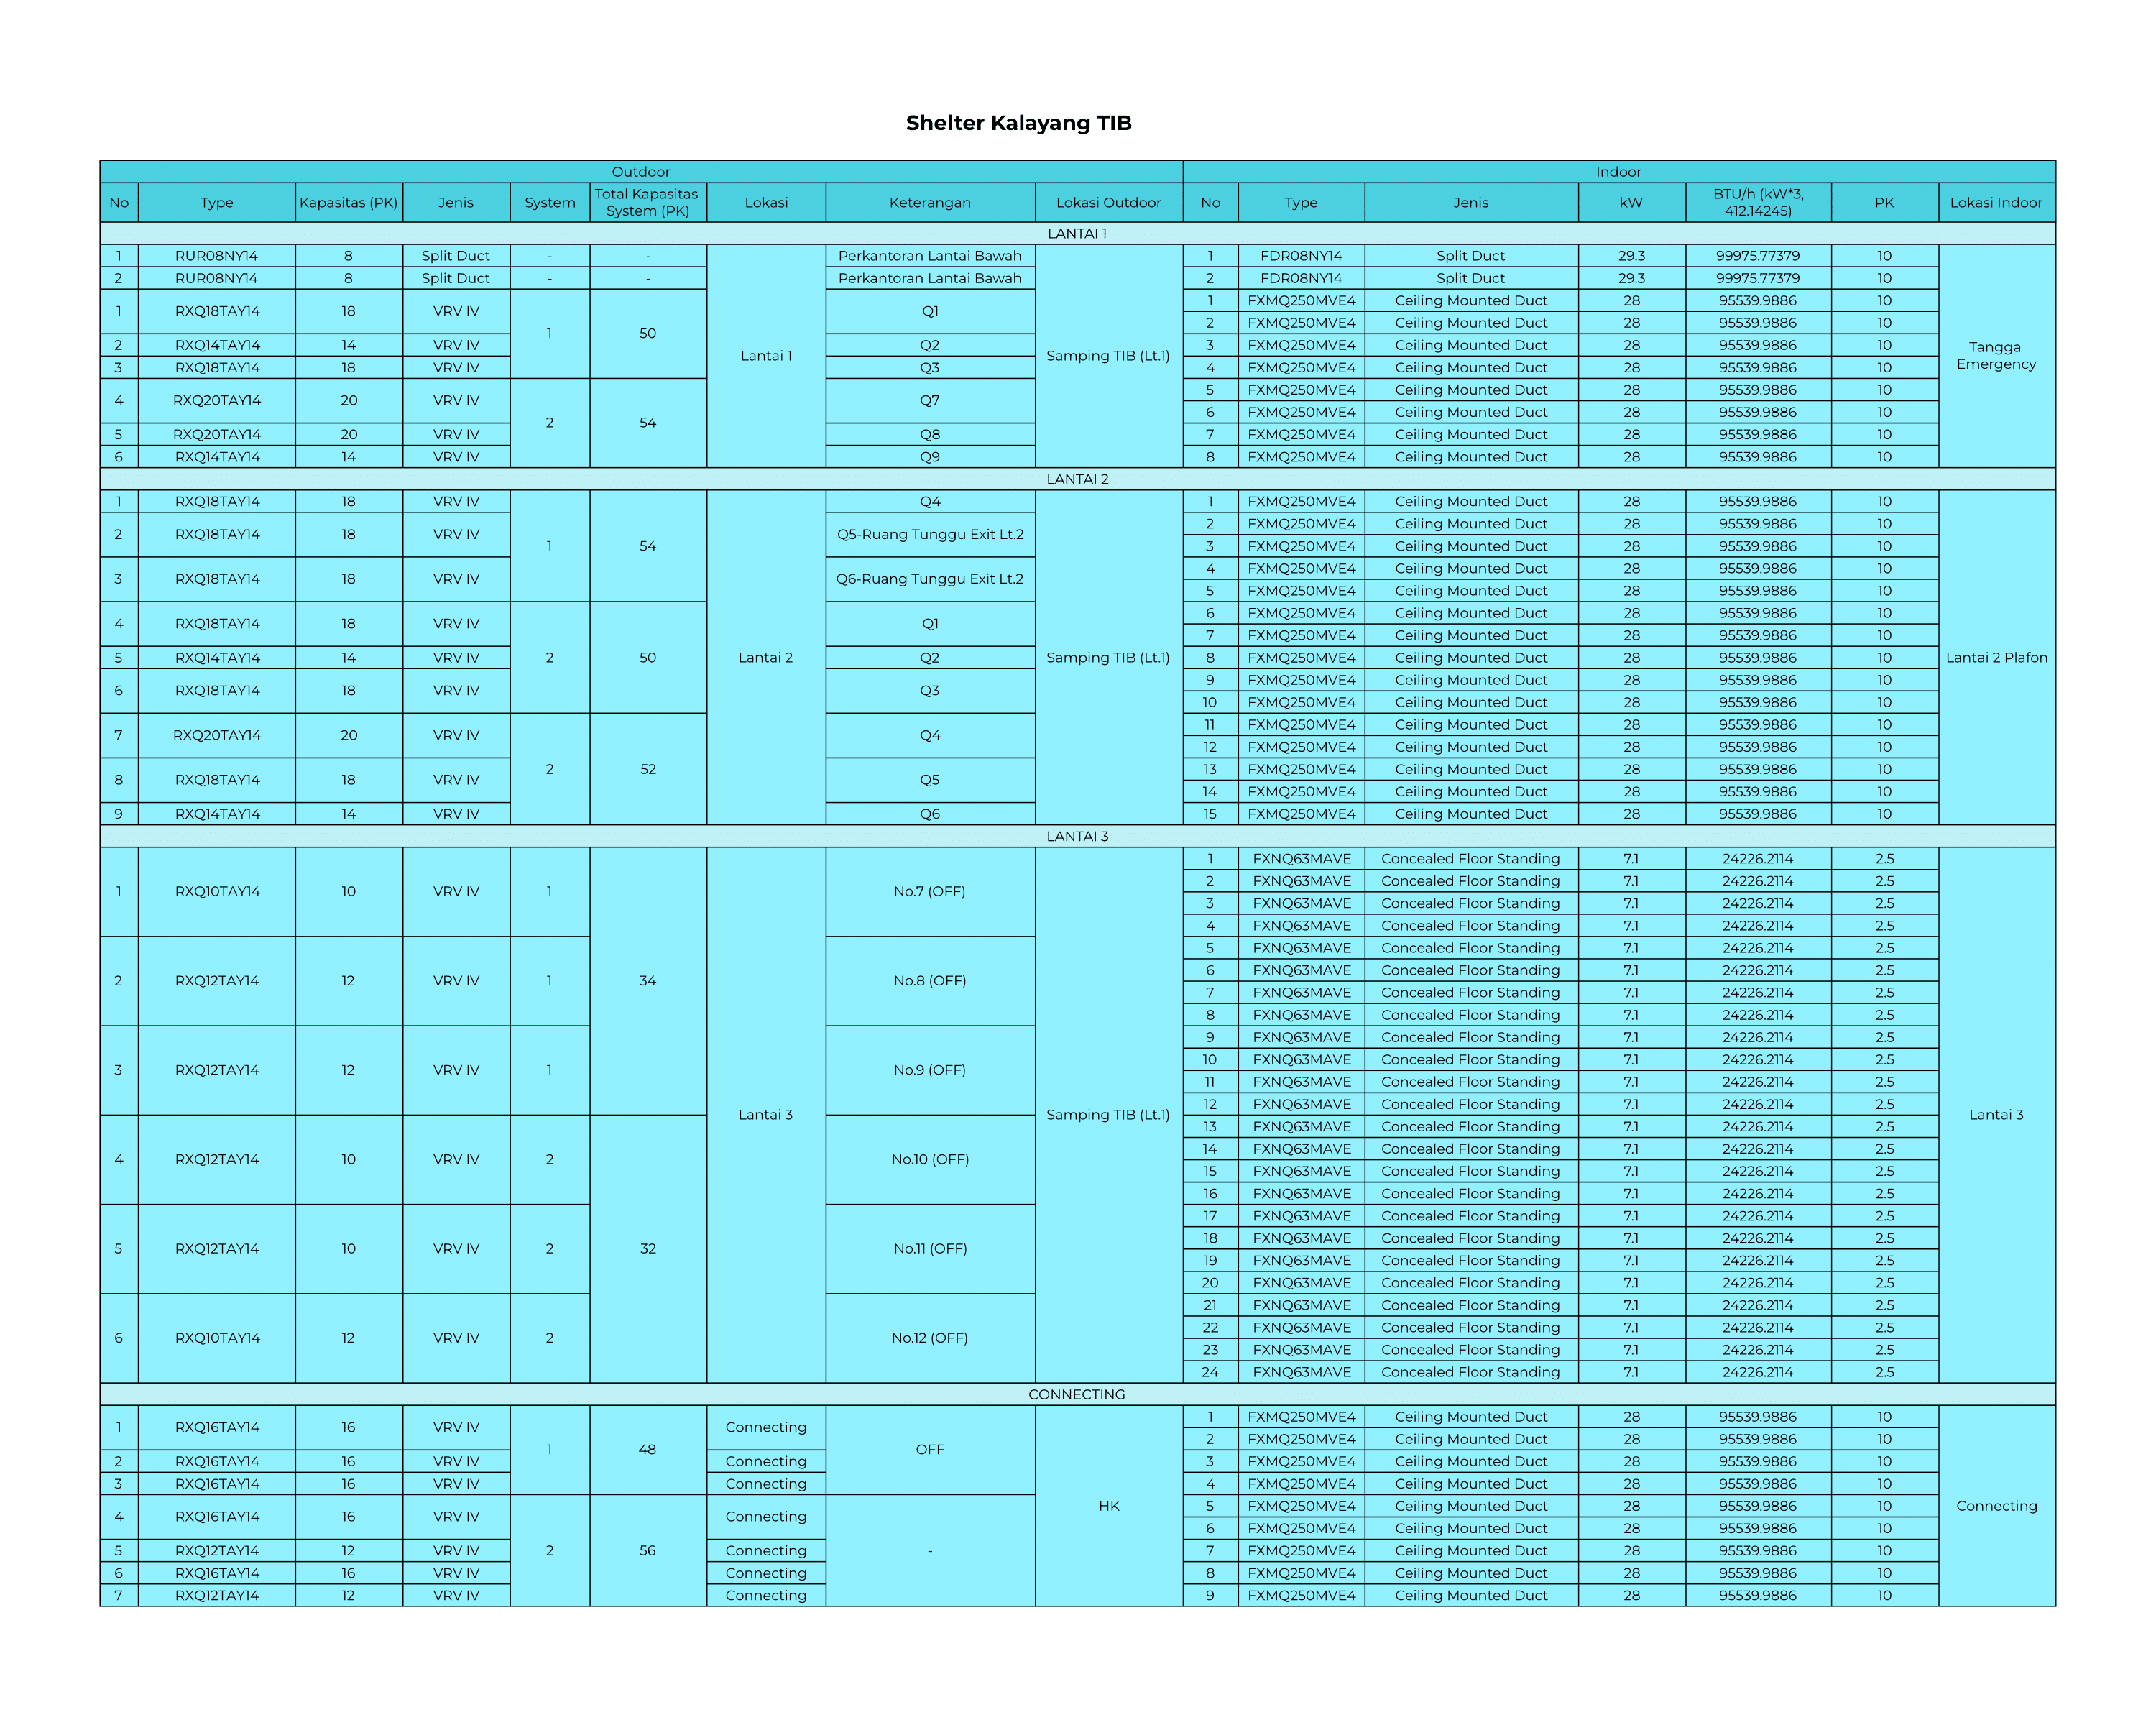 Shelter Kalayang TIB
Outdoor Indoor
No Type Kapasitas (PK) Jenis System Total Kapasitas System (PK) Lokasi Keterangan Lokasi Outdoor No Type Jenis kW BTU/h (kW*3, 412.14245) PK Lokasi Indoor
LANTAI 1
1 RUR08NY14 8 Split Duct - - Lantai 1 Perkantoran Lantai Bawah Samping TIB (Lt.1) 1 FDR08NY14 Split Duct 29.3 99975.77379 10 Tangga Emergency
2 RUR08NY14 8 Split Duct - - Perkantoran Lantai Bawah 2 FDR08NY14 Split Duct 29.3 99975.77379 10
1 RXQ18TAY14 18 VRV IV 1 50 Q1 1 FXMQ250MVE4 Ceiling Mounted Duct 28 95539.9886 10
2 FXMQ250MVE4 Ceiling Mounted Duct 28 95539.9886 10
2 RXQ14TAY14 14 VRV IV Q2 3 FXMQ250MVE4 Ceiling Mounted Duct 28 95539.9886 10
3 RXQ18TAY14 18 VRV IV Q3 4 FXMQ250MVE4 Ceiling Mounted Duct 28 95539.9886 10
4 RXQ20TAY14 20 VRV IV 2 54 Q7 5 FXMQ250MVE4 Ceiling Mounted Duct 28 95539.9886 10
6 FXMQ250MVE4 Ceiling Mounted Duct 28 95539.9886 10
5 RXQ20TAY14 20 VRV IV Q8 7 FXMQ250MVE4 Ceiling Mounted Duct 28 95539.9886 10
6 RXQ14TAY14 14 VRV IV Q9 8 FXMQ250MVE4 Ceiling Mounted Duct 28 95539.9886 10
LANTAI 2
1 RXQ18TAY14 18 VRV IV 1 54 Lantai 2 Q4 Samping TIB (Lt.1) 1 FXMQ250MVE4 Ceiling Mounted Duct 28 95539.9886 10 Lantai 2 Plafon
2 RXQ18TAY14 18 VRV IV Q5-Ruang Tunggu Exit Lt.2 2 FXMQ250MVE4 Ceiling Mounted Duct 28 95539.9886 10
3 FXMQ250MVE4 Ceiling Mounted Duct 28 95539.9886 10
3 RXQ18TAY14 18 VRV IV Q6-Ruang Tunggu Exit Lt.2 4 FXMQ250MVE4 Ceiling Mounted Duct 28 95539.9886 10
5 FXMQ250MVE4 Ceiling Mounted Duct 28 95539.9886 10
4 RXQ18TAY14 18 VRV IV 2 50 Q1 6 FXMQ250MVE4 Ceiling Mounted Duct 28 95539.9886 10
7 FXMQ250MVE4 Ceiling Mounted Duct 28 95539.9886 10
5 RXQ14TAY14 14 VRV IV Q2 8 FXMQ250MVE4 Ceiling Mounted Duct 28 95539.9886 10
6 RXQ18TAY14 18 VRV IV Q3 9 FXMQ250MVE4 Ceiling Mounted Duct 28 95539.9886 10
10 FXMQ250MVE4 Ceiling Mounted Duct 28 95539.9886 10
7 RXQ20TAY14 20 VRV IV 2 52 Q4 11 FXMQ250MVE4 Ceiling Mounted Duct 28 95539.9886 10
12 FXMQ250MVE4 Ceiling Mounted Duct 28 95539.9886 10
8 RXQ18TAY14 18 VRV IV Q5 13 FXMQ250MVE4 Ceiling Mounted Duct 28 95539.9886 10
14 FXMQ250MVE4 Ceiling Mounted Duct 28 95539.9886 10
9 RXQ14TAY14 14 VRV IV Q6 15 FXMQ250MVE4 Ceiling Mounted Duct 28 95539.9886 10
LANTAI 3
1 RXQ10TAY14 10 VRV IV 1 34 Lantai 3 No.7 (OFF) Samping TIB (Lt.1) 1 FXNQ63MAVE Concealed Floor Standing 7.1 24226.2114 2.5 Lantai 3
2 FXNQ63MAVE Concealed Floor Standing 7.1 24226.2114 2.5
3 FXNQ63MAVE Concealed Floor Standing 7.1 24226.2114 2.5
4 FXNQ63MAVE Concealed Floor Standing 7.1 24226.2114 2.5
2 RXQ12TAY14 12 VRV IV 1 No.8 (OFF) 5 FXNQ63MAVE Concealed Floor Standing 7.1 24226.2114 2.5
6 FXNQ63MAVE Concealed Floor Standing 7.1 24226.2114 2.5
7 FXNQ63MAVE Concealed Floor Standing 7.1 24226.2114 2.5
8 FXNQ63MAVE Concealed Floor Standing 7.1 24226.2114 2.5
3 RXQ12TAY14 12 VRV IV 1 No.9 (OFF) 9 FXNQ63MAVE Concealed Floor Standing 7.1 24226.2114 2.5
10 FXNQ63MAVE Concealed Floor Standing 7.1 24226.2114 2.5
11 FXNQ63MAVE Concealed Floor Standing 7.1 24226.2114 2.5
12 FXNQ63MAVE Concealed Floor Standing 7.1 24226.2114 2.5
4 RXQ12TAY14 10 VRV IV 2 32 No.10 (OFF) 13 FXNQ63MAVE Concealed Floor Standing 7.1 24226.2114 2.5
14 FXNQ63MAVE Concealed Floor Standing 7.1 24226.2114 2.5
15 FXNQ63MAVE Concealed Floor Standing 7.1 24226.2114 2.5
16 FXNQ63MAVE Concealed Floor Standing 7.1 24226.2114 2.5
5 RXQ12TAY14 10 VRV IV 2 No.11 (OFF) 17 FXNQ63MAVE Concealed Floor Standing 7.1 24226.2114 2.5
18 FXNQ63MAVE Concealed Floor Standing 7.1 24226.2114 2.5
19 FXNQ63MAVE Concealed Floor Standing 7.1 24226.2114 2.5
20 FXNQ63MAVE Concealed Floor Standing 7.1 24226.2114 2.5
6 RXQ10TAY14 12 VRV IV 2 No.12 (OFF) 21 FXNQ63MAVE Concealed Floor Standing 7.1 24226.2114 2.5
22 FXNQ63MAVE Concealed Floor Standing 7.1 24226.2114 2.5
23 FXNQ63MAVE Concealed Floor Standing 7.1 24226.2114 2.5
24 FXNQ63MAVE Concealed Floor Standing 7.1 24226.2114 2.5
CONNECTING
1 RXQ16TAY14 16 VRV IV 1 48 Connecting OFF HK 1 FXMQ250MVE4 Ceiling Mounted Duct 28 95539.9886 10 Connecting
2 FXMQ250MVE4 Ceiling Mounted Duct 28 95539.9886 10
2 RXQ16TAY14 16 VRV IV Connecting 3 FXMQ250MVE4 Ceiling Mounted Duct 28 95539.9886 10
3 RXQ16TAY14 16 VRV IV Connecting 4 FXMQ250MVE4 Ceiling Mounted Duct 28 95539.9886 10
4 RXQ16TAY14 16 VRV IV 2 56 Connecting - 5 FXMQ250MVE4 Ceiling Mounted Duct 28 95539.9886 10
6 FXMQ250MVE4 Ceiling Mounted Duct 28 95539.9886 10
5 RXQ12TAY14 12 VRV IV Connecting 7 FXMQ250MVE4 Ceiling Mounted Duct 28 95539.9886 10
6 RXQ16TAY14 16 VRV IV Connecting 8 FXMQ250MVE4 Ceiling Mounted Duct 28 95539.9886 10
7 RXQ12TAY14 12 VRV IV Connecting 9 FXMQ250MVE4 Ceiling Mounted Duct 28 95539.9886 10